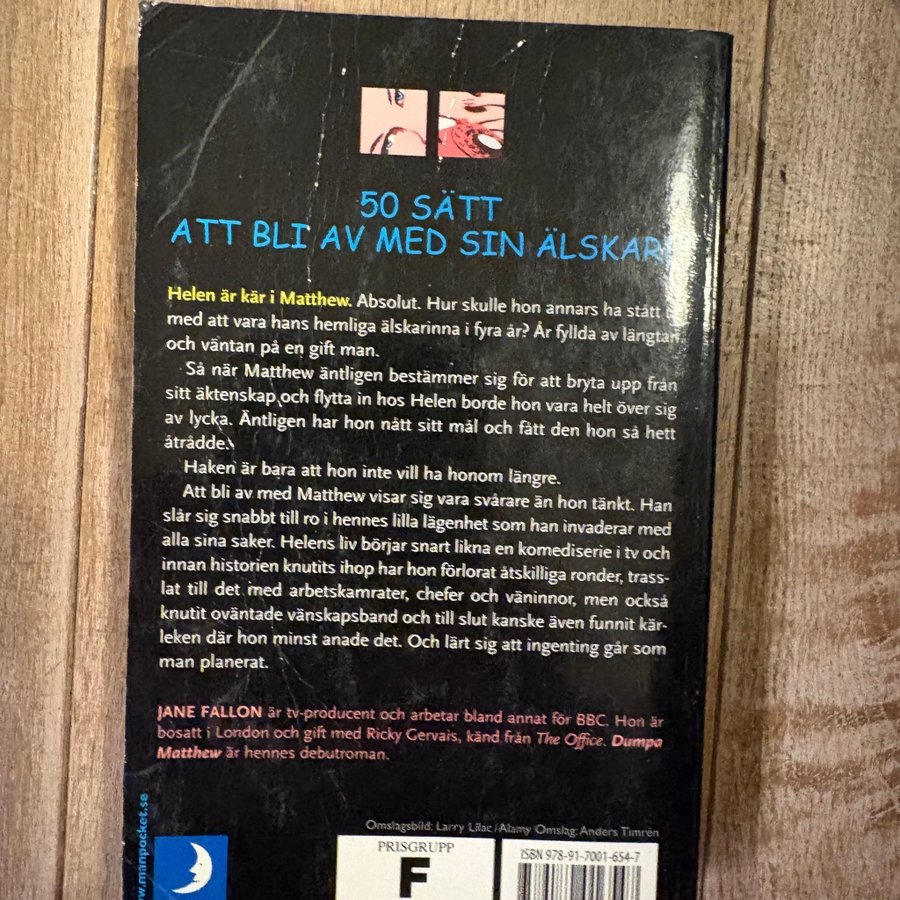 50 SÄTT
ATT BLI AV MED SIN ÄLSKARE
Helen är kär i Matthew. Absolut. Hur skulle hon annars ha stått
med att vara hans hemliga älskarinna i fyra år? År fyllda av längtan
och väntan på en gift man.
Så när Matthew äntligen bestämmer sig för att bryta upp från
sitt äktenskap och flytta in hos Helen borde hon vara helt över sig
av lycka. Äntligen har hon nått sitt mål och fått den hon så hett
åtrådde.
Haken är bara att hon inte vill ha honom längre.
Att bli av med Matthew visar sig vara svårare än hon tänkt. Han
slår sig snabbt till ro i hennes lilla lägenhet som han invaderar med
alla sina saker. Helens liv börjar snart likna en komediserie i tv och
innan historien knutits ihop har hon förlorat åtskilliga ronder, trass-
lat till det med arbetskamrater, chefer och väninnor, men också
knutit oväntade vänskapsband och till slut kanske även funnit kär-
leken där hon minst anade det. Och lärt sig att ingenting går som
man planerat.
JANE FALLON är tv-producent och arbetar bland annat för BBC. Hon är
bosatt i London och gift med Ricky Gervais, känd från The Office. Dumpa
Matthew är hennes debutroman.
Omslagsbild: Larry Lilac/Alamy Omslag: Anders Timrén
www.manpocket.se
PRISGRUPP
F
ISBN 978-91-7001-654-7